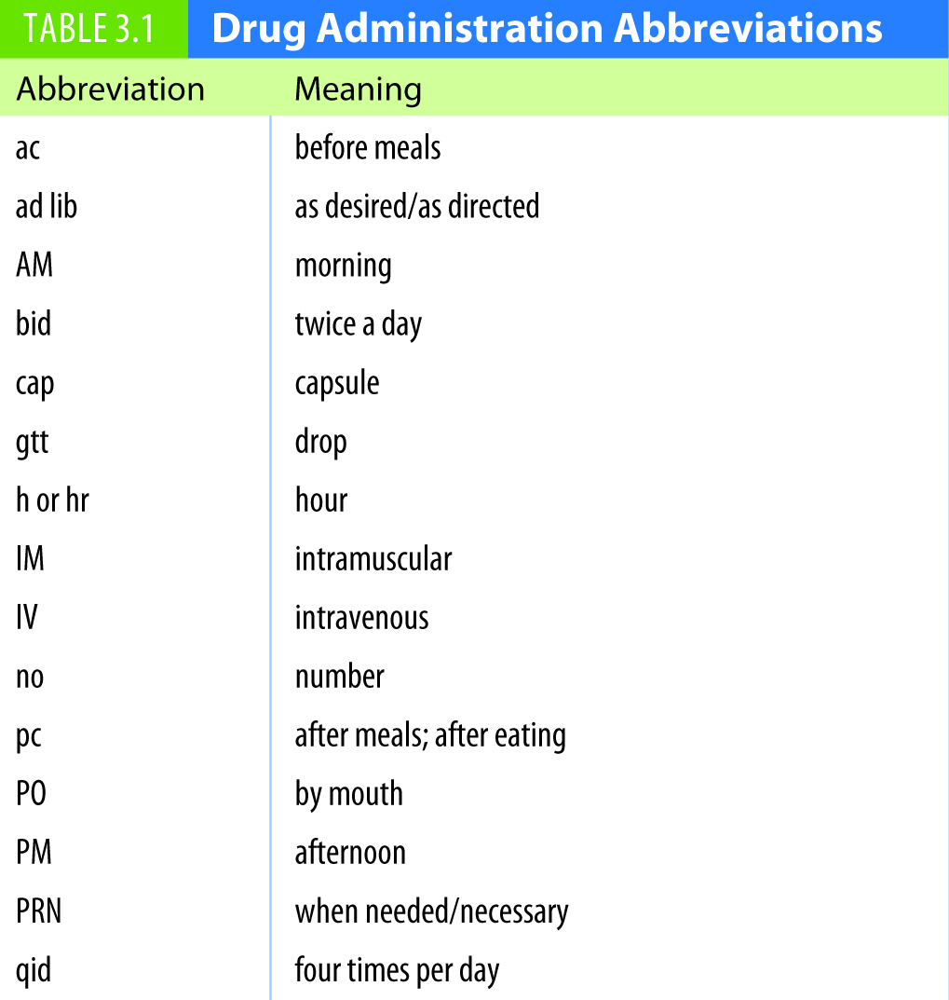 TABLE 3.1 Drug Administration Abbreviations
Abbreviation Meaning
ac before meals
ad lib as desired/as directed
AM morning
bid twice a day
cap capsule
gtt drop
h or hr hour
IM intramuscular
IV intravenous
no number
pc after meals; after eating
PO by mouth
PM afternoon
PRN when needed/necessary
qid four times per day